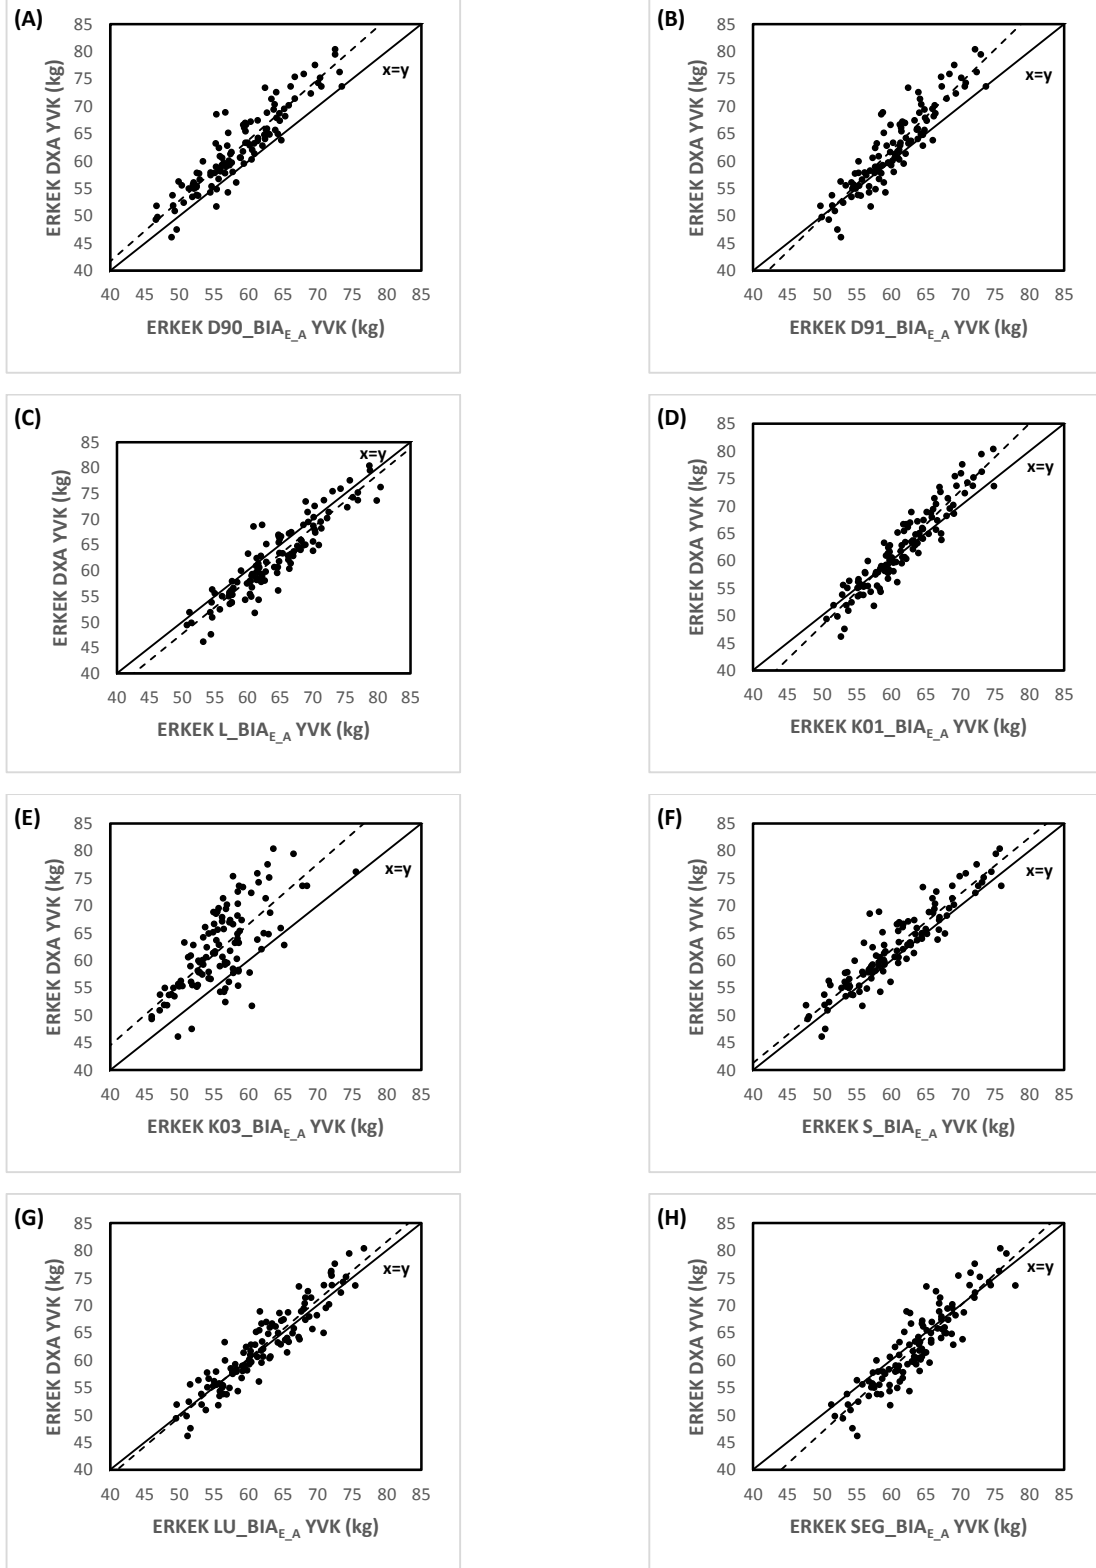 (A)
ERKEK DXA YVK (kg)
85
80
75
70
65
60
55
50
45
40
x=y
40 45 50 55 60 65 70 75 80 85
ERKEK D90_BIAE_A YVK (kg)
(B)
ERKEK DXA YVK (kg)
85
80
75
70
65
60
55
50
45
40
x=y
40 45 50 55 60 65 70 75 80 85
ERKEK D91_BIAE_A YVK (kg)
(C)
ERKEK DXA YVK (kg)
85
80
75
70
65
60
55
50
45
40
x=y
40 45 50 55 60 65 70 75 80 85
ERKEK L_BIAE_A YVK (kg)
(D)
ERKEK DXA YVK (kg)
85
80
75
70
65
60
55
50
45
40
x=y
40 45 50 55 60 65 70 75 80 85
ERKEK K01_BIAE_A YVK (kg)
(E)
ERKEK DXA YVK (kg)
85
80
75
70
65
60
55
50
45
40
x=y
40 45 50 55 60 65 70 75 80 85
ERKEK K03_BIAE_A YVK (kg)
(F)
ERKEK DXA YVK (kg)
85
80
75
70
65
60
55
50
45
40
x=y
40 45 50 55 60 65 70 75 80 85
ERKEK S_BIAE_A YVK (kg)
(G)
ERKEK DXA YVK (kg)
85
80
75
70
65
60
55
50
45
40
x=y
40 45 50 55 60 65 70 75 80 85
ERKEK LU_BIAE_A YVK (kg)
(H)
ERKEK DXA YVK (kg)
85
80
75
70
65
60
55
50
45
40
x=y
40 45 50 55 60 65 70 75 80 85
ERKEK SEG_BIAE_A YVK (kg)